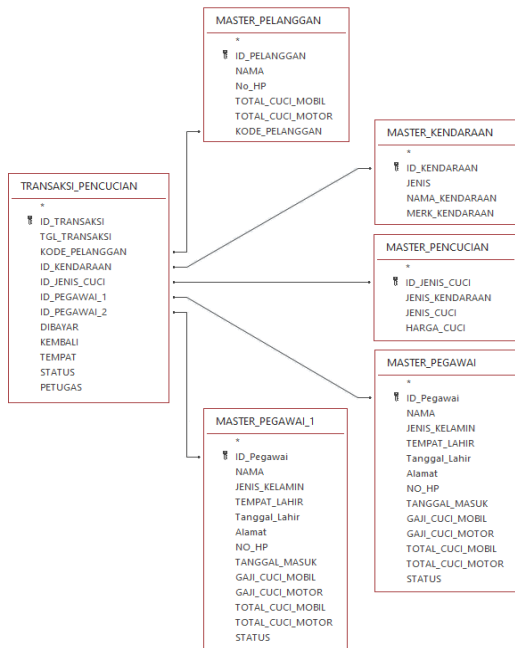 MASTER_PELANGGAN
*
ID_PELANGGAN
NAMA
No_HP
TOTAL_CUCI_MOBIL
TOTAL_CUCI_MOTOR
KODE_PELANGGAN
MASTER_KENDARAAN
*
ID_KENDARAAN
JENIS
NAMA_KENDARAAN
MERK_KENDARAAN
TRANSAKSI_PENCUCIAN
*
ID_TRANSAKSI
TGL_TRANSAKSI
KODE_PELANGGAN
ID_KENDARAAN
ID_JENIS_CUCI
ID_PEGAWAI_1
ID_PEGAWAI_2
DIBAYAR
KEMBALI
TEMPAT
STATUS
PETUGAS
MASTER_PENCUCIAN
*
ID_JENIS_CUCI
JENIS_KENDARAAN
JENIS_CUCI
HARGA_CUCI
MASTER_PEGAWAI
*
ID_Pegawai
NAMA
JENIS_KELAMIN
TEMPAT_LAHIR
Tanggal_Lahir
Alamat
NO_HP
TANGGAL_MASUK
GAJI_CUCI_MOBIL
GAJI_CUCI_MOTOR
TOTAL_CUCI_MOBIL
TOTAL_CUCI_MOTOR
STATUS
MASTER_PEGAWAI_1
*
ID_Pegawai
NAMA
JENIS_KELAMIN
TEMPAT_LAHIR
Tanggal_Lahir
Alamat
NO_HP
TANGGAL_MASUK
GAJI_CUCI_MOBIL
GAJI_CUCI_MOTOR
TOTAL_CUCI_MOBIL
TOTAL_CUCI_MOTOR
STATUS